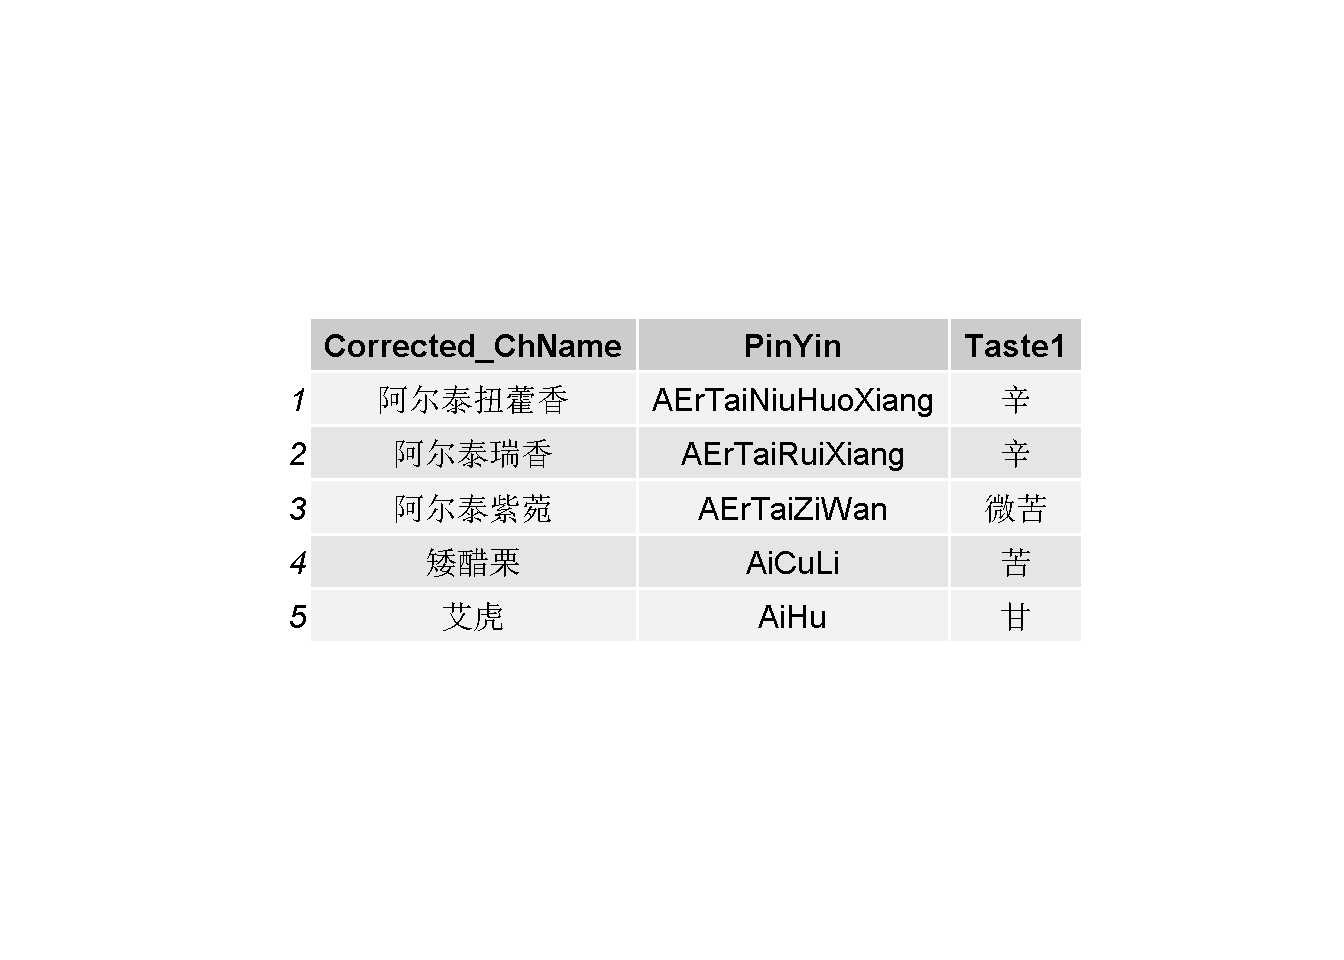 Corrected_ChName PinYin Taste1
1 阿尔泰扭藿香 AErTaiNiuHuoXiang 辛
2 阿尔泰瑞香 AErTaiRuiXiang 辛
3 阿尔泰紫菀 AErTaiZiWan 微苦
4 矮醋栗 AiCuLi 苦
5 艾虎 AiHu 甘